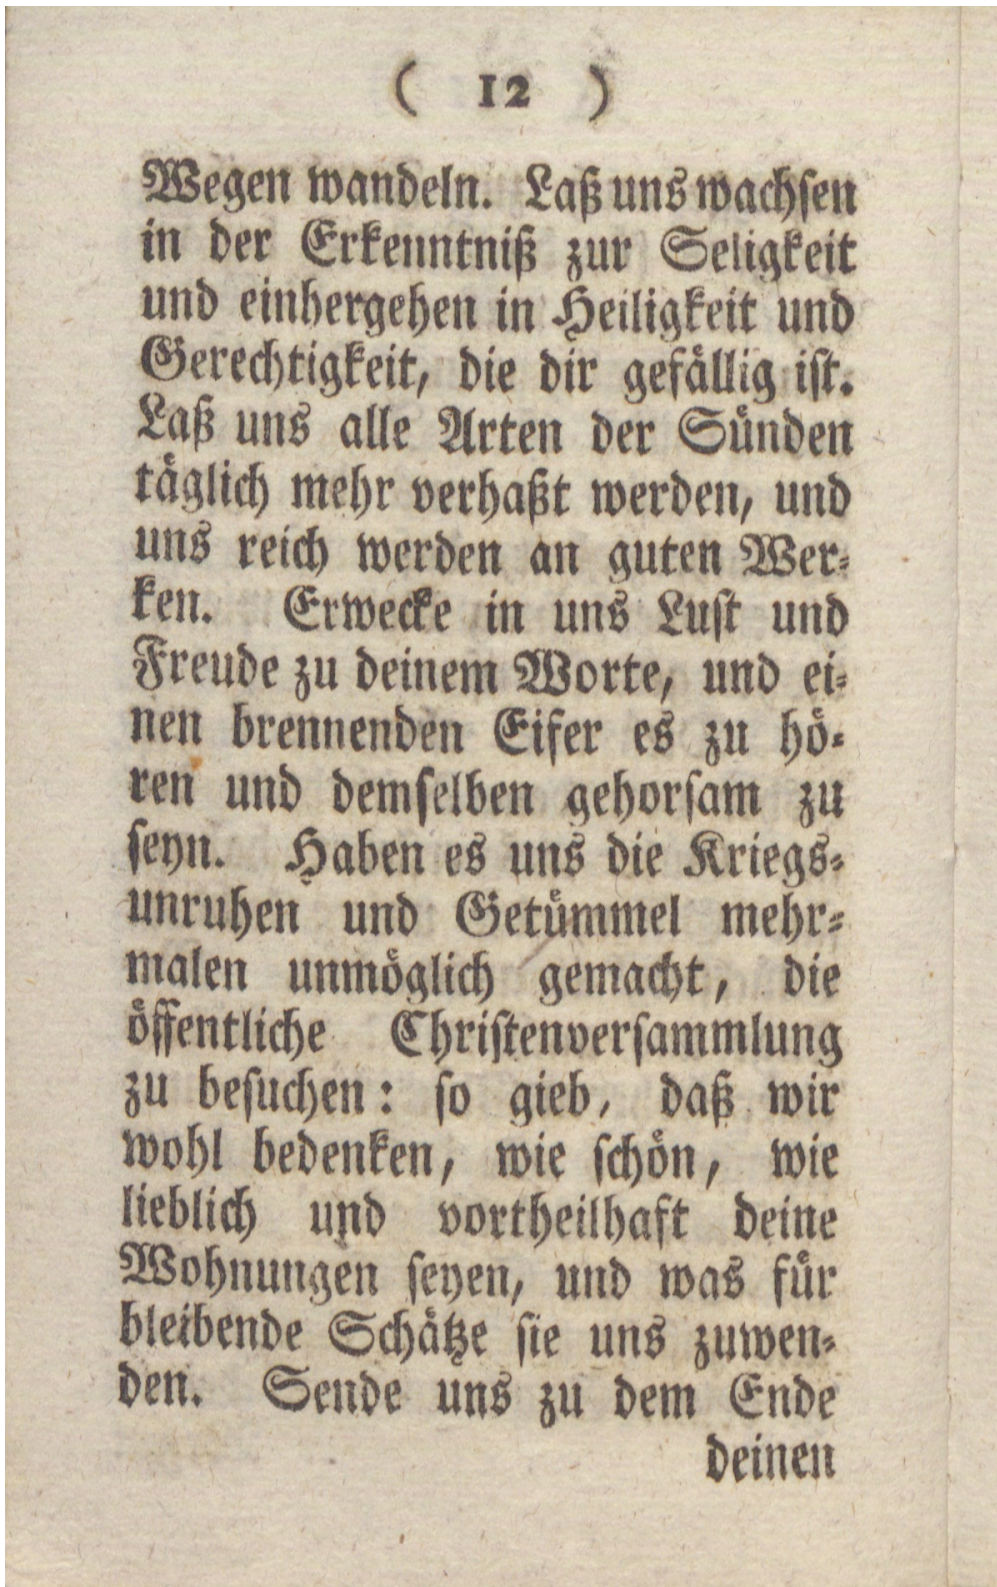 ( 12 )
Wegen wandeln. Laß uns wachsen
in der Erkenntniß zur Seligkeit
und einhergehen in Heiligkeit und
Gerechtigkeit, die dir gefällig ist.
Laß uns alle Arten der Sünden
täglich mehr verhaßt werden, und
uns reich werden an guten Wer-
ken. Erwecke in uns Lust und
Freude zu deinem Worte, und ei-
nen brennenden Eifer es zu hö-
ren und demselben gehorsam zu
seyn. Haben es uns die Kriegs-
unruhen und Getümmel mehr-
malen unmöglich gemacht, die
öffentliche Christenversammlung
zu besuchen: so gieb, daß wir
wohl bedenken, wie schön, wie
lieblich und vortheilhaft deine
Wohnungen seyen, und was für
bleibende Schätze sie uns zuwen-
den. Sende uns zu dem Ende
deinen